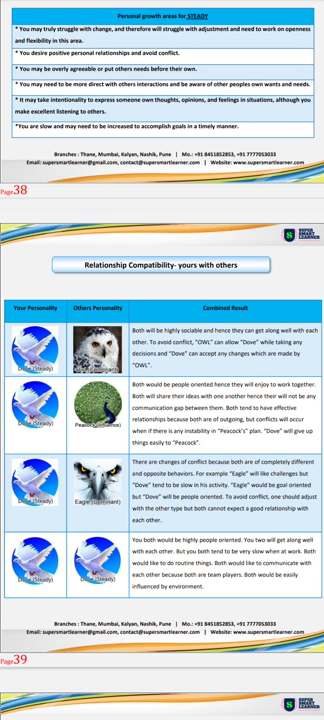 Personal growth areas for STEADY
* You may truly struggle with change, and therefore will struggle with adjustment and need to work on openness
and flexibility in this area.
* You desire positive personal relationships and avoid conflict.
* You may be overly agreeable or put others needs before their own.
* You may need to be more direct with others interactions and be aware of other peoples own wants and needs.
* It may take intentionality to express someone own thoughts, opinions, and feelings in situations, although you
make excellent listening to others.
*You are slow and may need to be increased to accomplish goals in a timely manner.
Branches : Thane, Mumbai, Kalyan, Nashik, Pune | Mo.: +91 8451852853, +91 7777053033
Email: supersmartlearner@gmail.com, contact@supersmartlearner.com | Website: www.supersmartlearner.com
Page38
SUPER
SMART
LEARNER
Relationship Compatibility- yours with others
Your Personality Others Personality Combined Result
Dove (Steady)
Both will be highly sociable and hence they can get along well with each
other. To avoid conflict, "OWL" can allow "Dove" while taking any
decisions and "Dove" can accept any changes which are made by
"OWL".
Dove (Steady) Peacock (Influence)
Both would be people oriented hence they will enjoy to work together.
Both will share their ideas with one another hence their will not be any
communication gap between them. Both tend to have effective
relationships because both are of outgoing, but conflicts will occur
when if there is any instability in "Peacock's" plan. "Dove" will give up
things easily to "Peacock".
Dove (Steady) Eagle (Dominant)
There are changes of conflict because both are of completely different
and opposite behaviors. For example "Eagle" will like challenges but
"Dove" tend to be slow in his activity. "Eagle" would be goal oriented
but "Dove" will be people oriented. To avoid conflict, one should adjust
with the other type but both cannot expect a good relationship with
each other.
Dove (Steady) Dove (Steady)
You both would be highly people oriented. You two will get along well
with each other. But you both tend to be very slow when at work. Both
would like to do routine things. Both would like to communicate with
each other because both are team players. Both would be easily
influenced by environment.
Branches : Thane, Mumbai, Kalyan, Nashik, Pune | Mo.: +91 8451852853, +91 7777053033
Email: supersmartlearner@gmail.com, contact@supersmartlearner.com | Website: www.supersmartlearner.com
Page39
SUPER
SMART
LEARNER